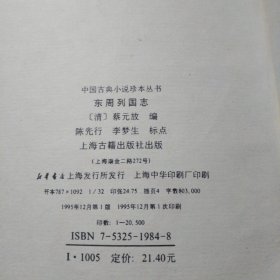 中国古典小说珍本丛书
东周列国志
〔清〕蔡元放 编
陈先行 李梦生 标点
上海古籍出版社出版
(上海瑞金二路272号)
新华书店上海发行所发行 上海中华印刷厂印刷
开本787×1092 1/32 印张24.75 插页4 字数803,000
1995年12月第1版 1995年12月第1次印刷
印数:1—20,500
ISBN 7-5325-1984-8
I·1005 定价:21.40元